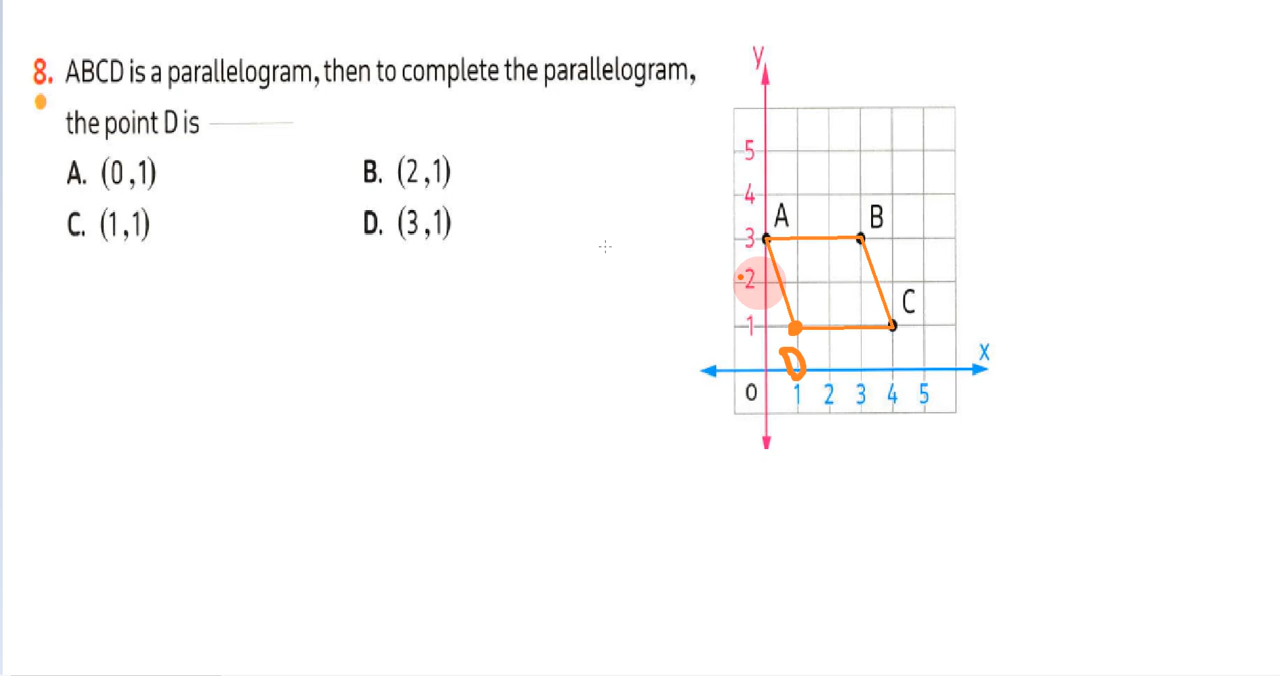 8. ABCD is a parallelogram, then to complete the parallelogram,
the point D is
A. (0,1) B. (2,1)
C. (1,1) D. (3,1)
y
5
4
A B
3
2
C
1
D
x
0 1 2 3 4 5